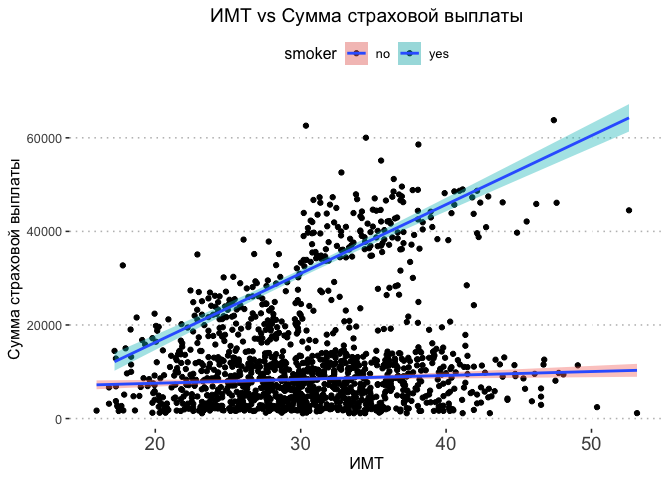 ИМТ vs Сумма страховой выплаты
smoker no yes
Сумма страховой выплаты
60000
40000
20000
0
20 30 40 50
ИМТ